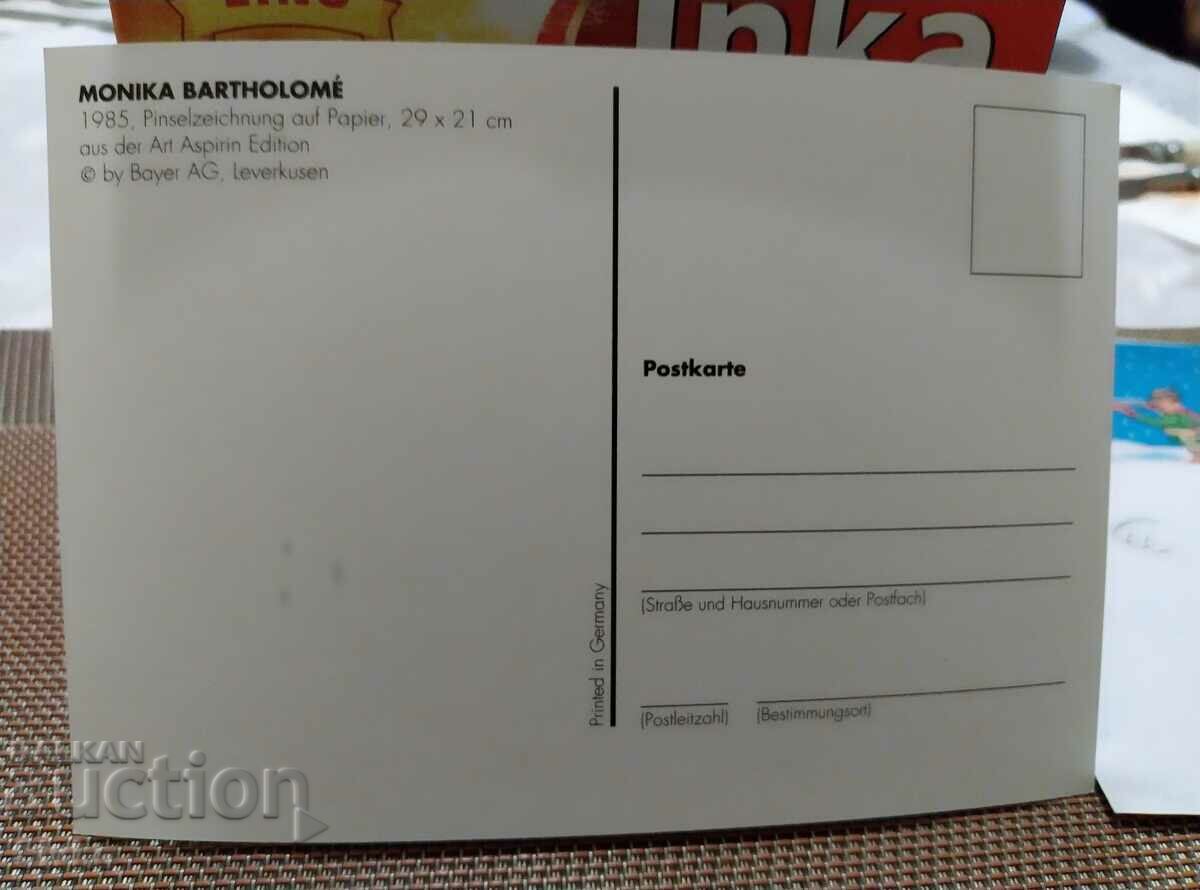 Inka
MONIKA BARTHOLOMÉ
1985, Pinselzeichnung auf Papier, 29 x 21 cm
aus der Art Aspirin Edition
© by Bayer AG, Leverkusen
Printed in Germany
Postkarte
(Straße und Hausnummer oder Postfach)
(Postleitzahl)
(Bestimmungsort)
BALKAN
auction